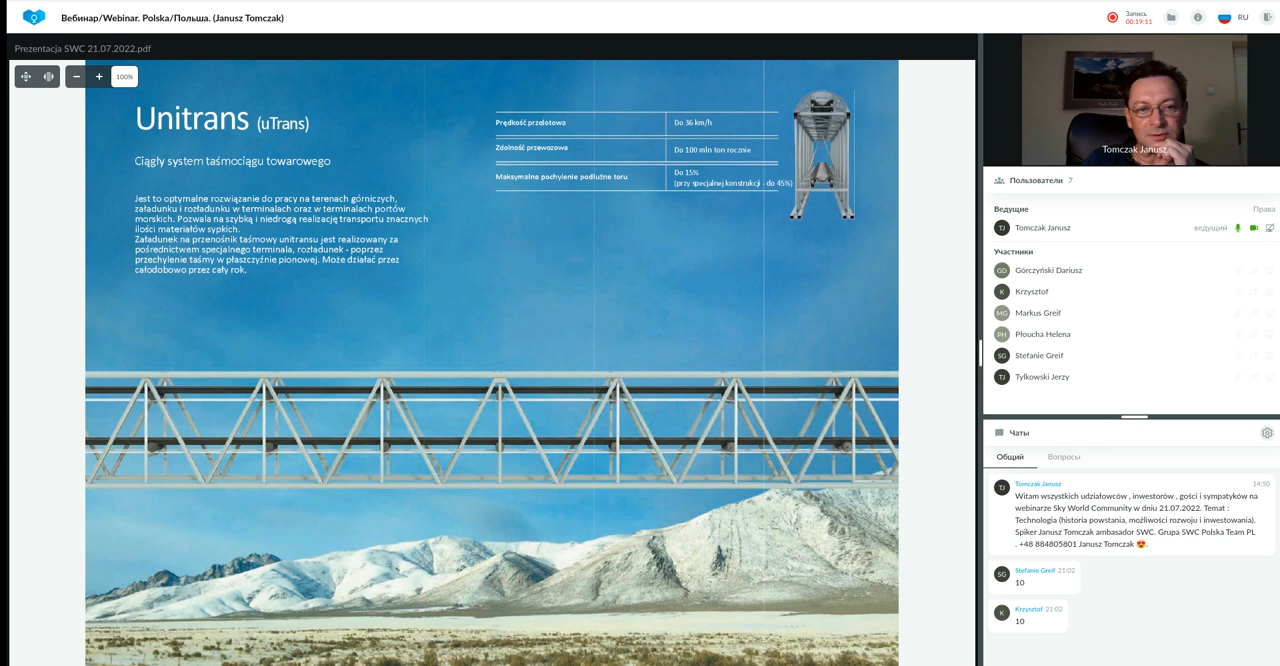 Вебинар/Webinar. Polska/Польша. (Janusz Tomczak)
Запись
00:19:11
RU
Prezentacja SWC 21.07.2022.pdf
100%
Unitrans (uTrans)
Ciągły system taśmociągu towarowego
Jest to optymalne rozwiązanie do pracy na terenach górniczych,
załadunku i rozładunku w terminalach oraz w terminalach portów
morskich. Pozwala na szybką i niedrogą realizację transportu znacznych
ilości materiałów sypkich.
Załadunek na przenośnik taśmowy unitransu jest realizowany za
pośrednictwem specjalnego terminala, rozładunek - poprzez
przechylenie taśmy w płaszczyźnie pionowej. Może działać przez
całodobowo przez cały rok.
Prędkość przelotowa
Do 36 km/h
Zdolność przewozowa
Do 100 mln ton rocznie
Maksymalne pochylenie podłużne toru
Do 15%
(przy specjalnej konstrukcji - do 45%)
Tomczak Janusz
Пользователи 7
Ведущие Права
TJ Tomczak Janusz ведущий
Участники
GD Górczyński Dariusz
K Krzysztof
MG Markus Greif
PH Płoucha Helena
SG Stefanie Greif
TJ Tylkowski Jerzy
Чаты
Общий Вопросы
TJ Tomczak Janusz 14:50
Witam wszystkich udziałowców , inwestorów , gości i sympatyków na
webinarze Sky World Community w dniu 21.07.2022. Temat :
Technologia (historia powstania, możliwości rozwoju i inwestowania).
Spiker Janusz Tomczak ambasador SWC. Grupa SWC Polska Team PL
. +48 884805801 Janusz Tomczak 😍.
SG Stefanie Greif 21:02
10
K Krzysztof 21:02
10